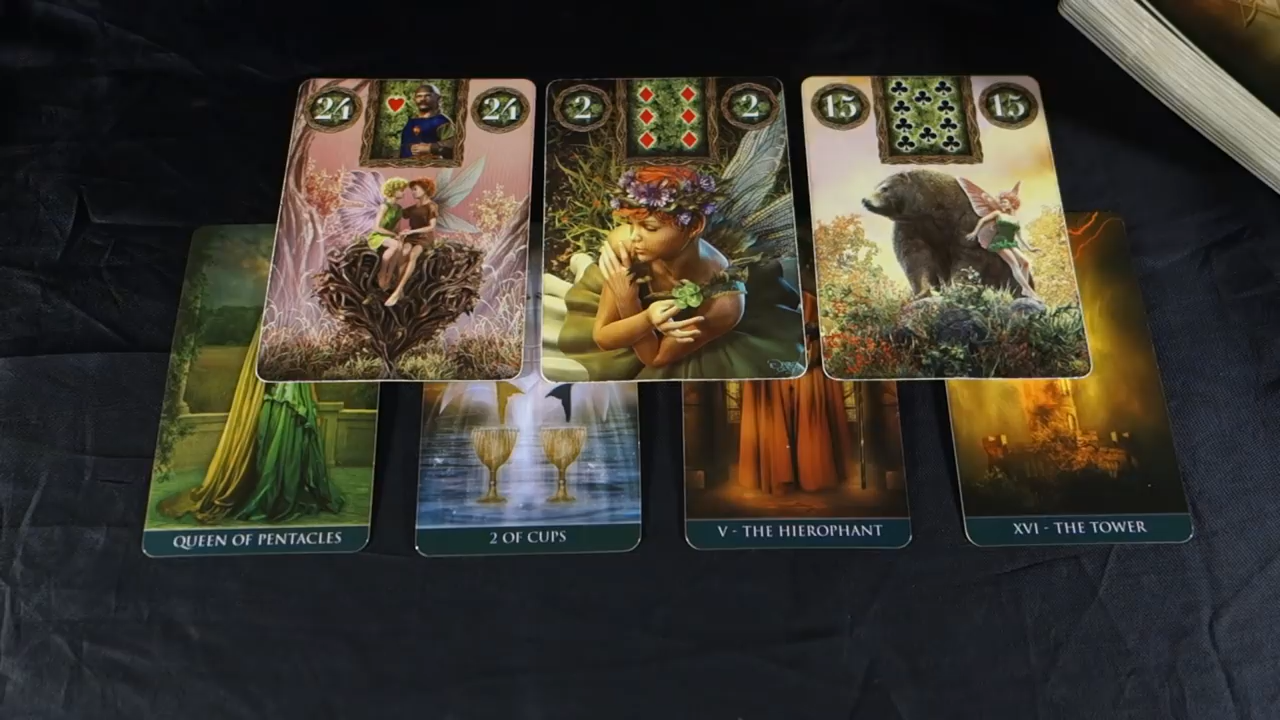 24 24
2 2
15 15
QUEEN OF PENTACLES
2 OF CUPS
V - THE HIEROPHANT
XVI - THE TOWER